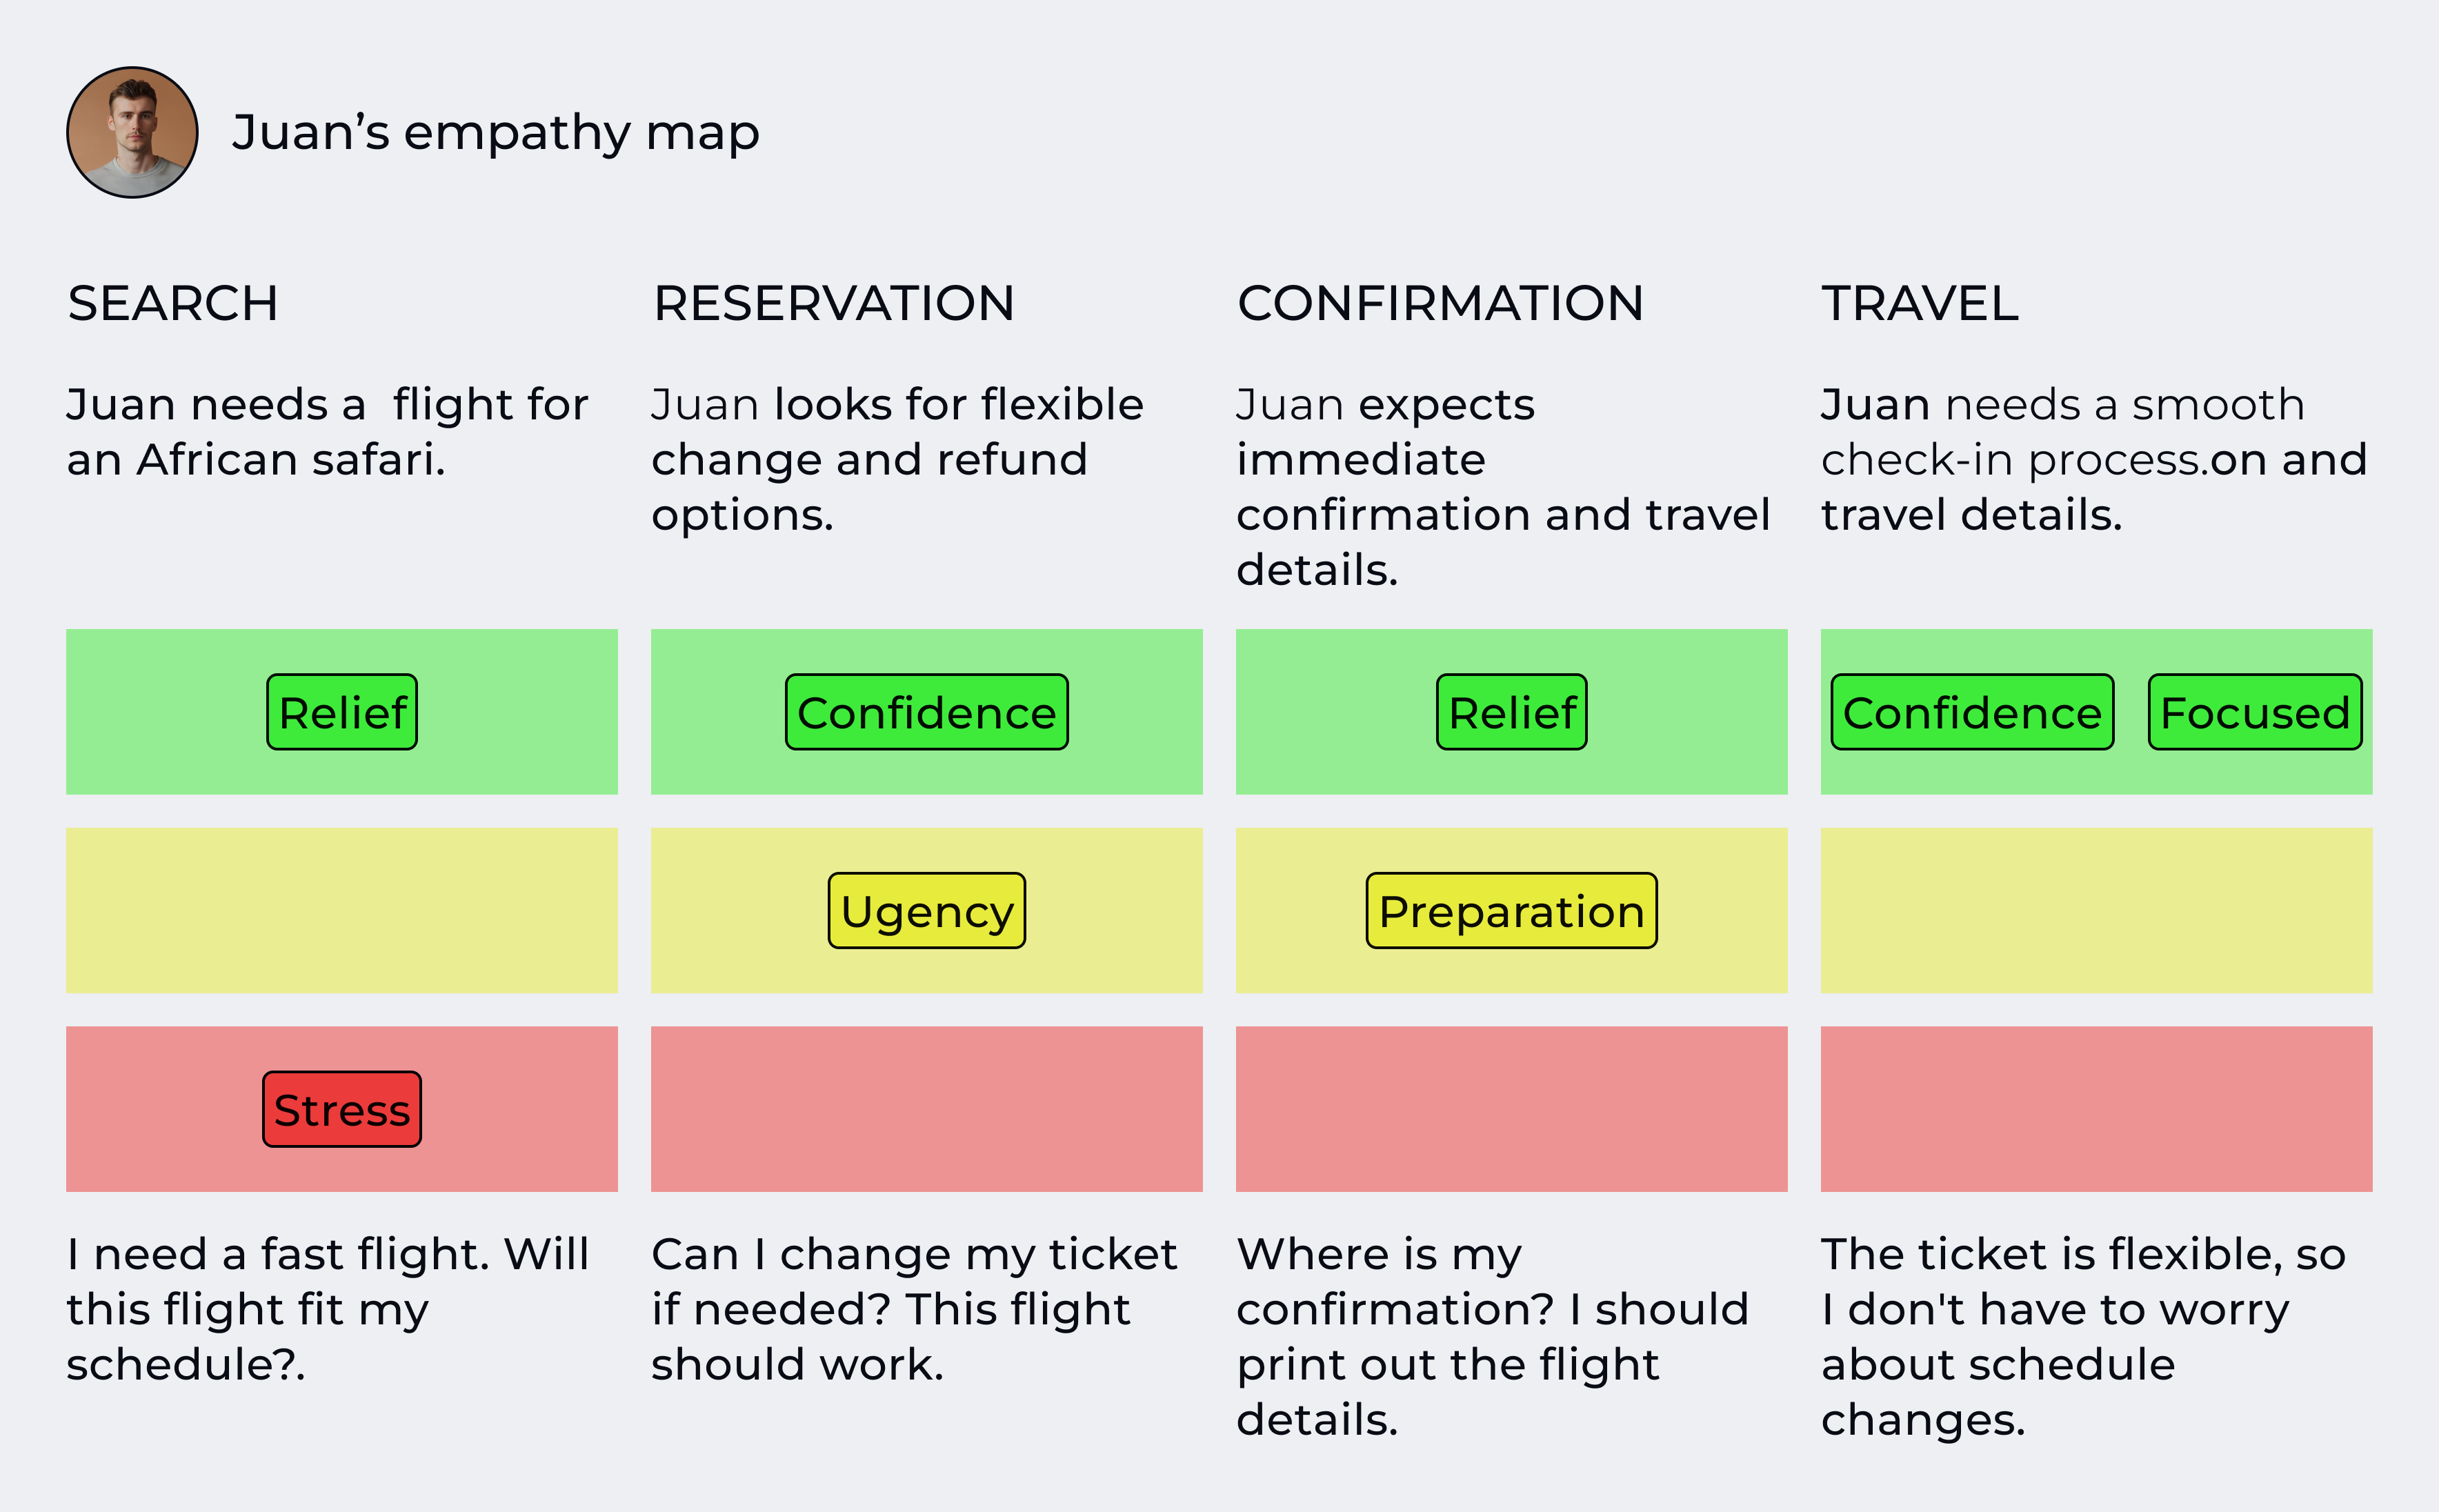 Juan’s empathy map
SEARCH
Juan needs a  flight for
an African safari.
RESERVATION
Juan looks for flexible
change and refund
options.
CONFIRMATION
Juan expects
immediate
confirmation and travel
details.
TRAVEL
Juan needs a smooth
check-in process.on and
travel details.
Relief
Confidence
Relief
Confidence
Focused
Ugency
Preparation
Stress
I need a fast flight. Will
this flight fit my
schedule?.
Can I change my ticket
if needed? This flight
should work.
Where is my
confirmation? I should
print out the flight
details.
The ticket is flexible, so
I don't have to worry
about schedule
changes.